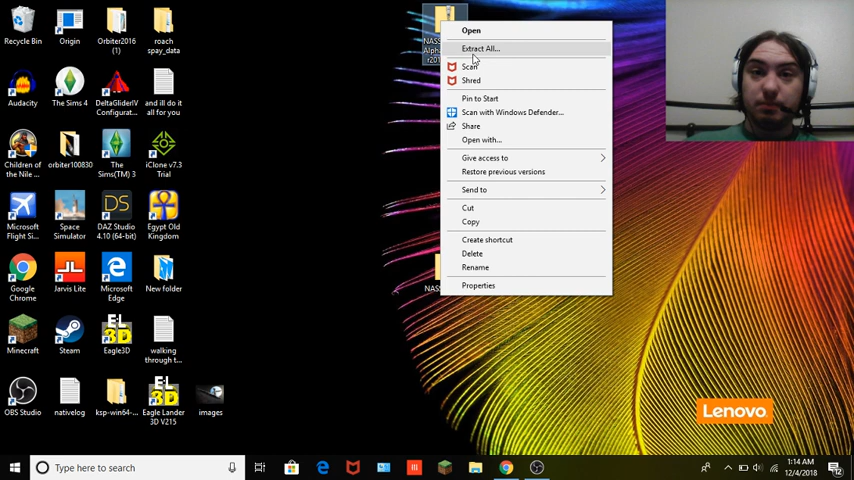 Recycle Bin
Origin
Orbiter2016
(1)
roach
spay_data
Audacity
The Sims 4
DeltaGliderIV
Configurat...
and ill do it
all for you
Children of
the Nile ...
orbiter100830
The
Sims(TM) 3
iClone v7.3
Trial
Microsoft
Flight Si...
Space
Simulator
DAZ Studio
4.10 (64-bit)
Egypt Old
Kingdom
Google
Chrome
Jarvis Lite
Microsoft
Edge
New folder
Minecraft
Steam
Eagle3D
walking
through t...
OBS Studio
nativelog
ksp-win64-...
Eagle Lander
3D V215
images
NASS
Alpha
r201
NASS
Open
Extract All...
Scan
Shred
Pin to Start
Scan with Windows Defender...
Share
Open with...
Give access to
Restore previous versions
Send to
Cut
Copy
Create shortcut
Delete
Rename
Properties
Lenovo
Type here to search
1:14 AM
12/4/2018